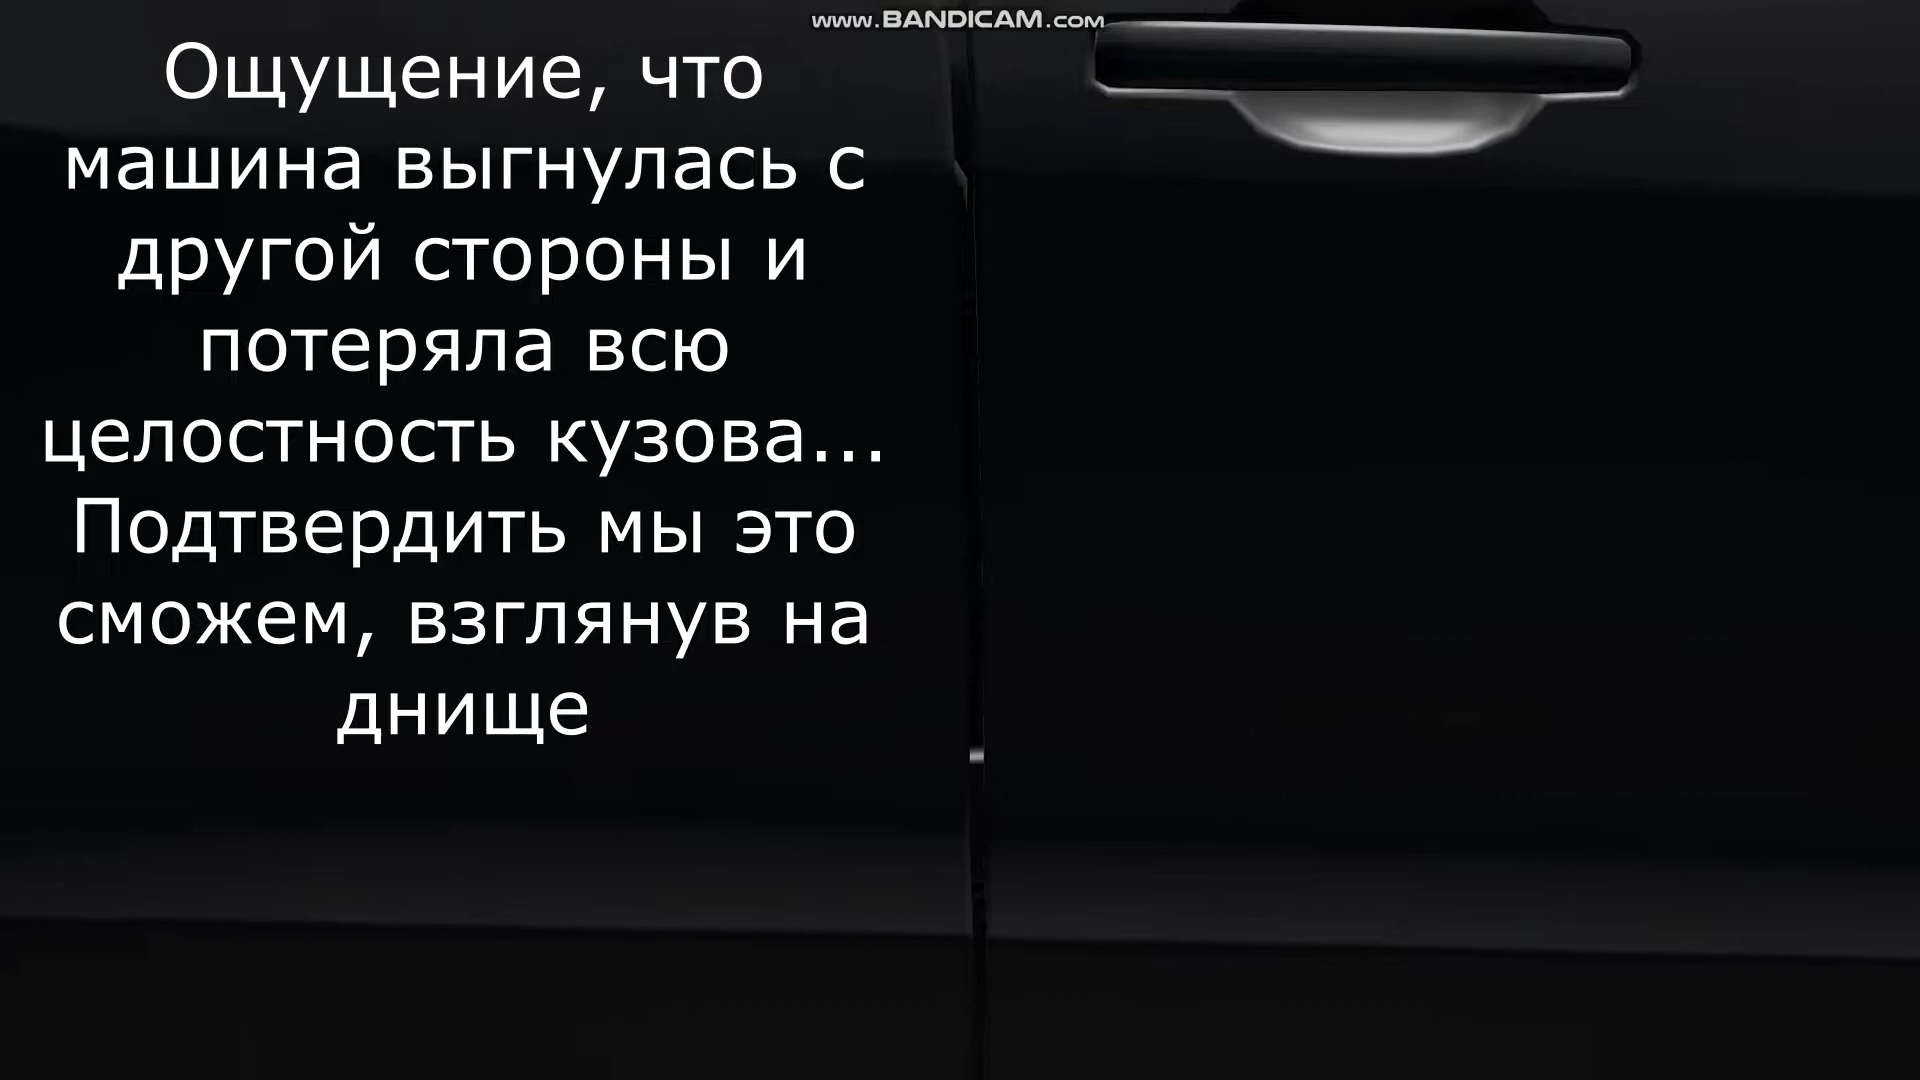 www.BANDICAM.com
Ощущение, что
машина выгнулась с
другой стороны и
потеряла всю
целостность кузова...
Подтвердить мы это
сможем, взглянув на
днище